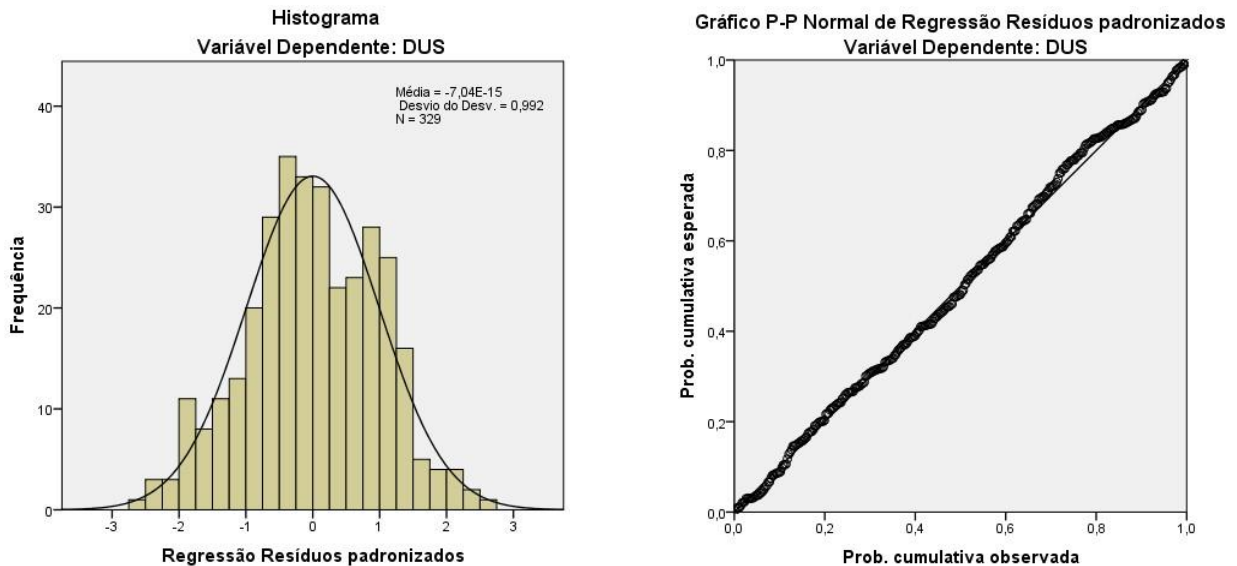 Histograma
Variável Dependente: DUS
Média = -7,04E-15
Desvio do Desv. = 0,992
N = 329
Frequência
40
30
20
10
0
-3 -2 -1 0 1 2 3
Regressão Resíduos padronizados
Gráfico P-P Normal de Regressão Resíduos padronizados
Variável Dependente: DUS
Prob. cumulativa esperada
1,0
0,8
0,6
0,4
0,2
0,0
0,0 0,2 0,4 0,6 0,8 1,0
Prob. cumulativa observada